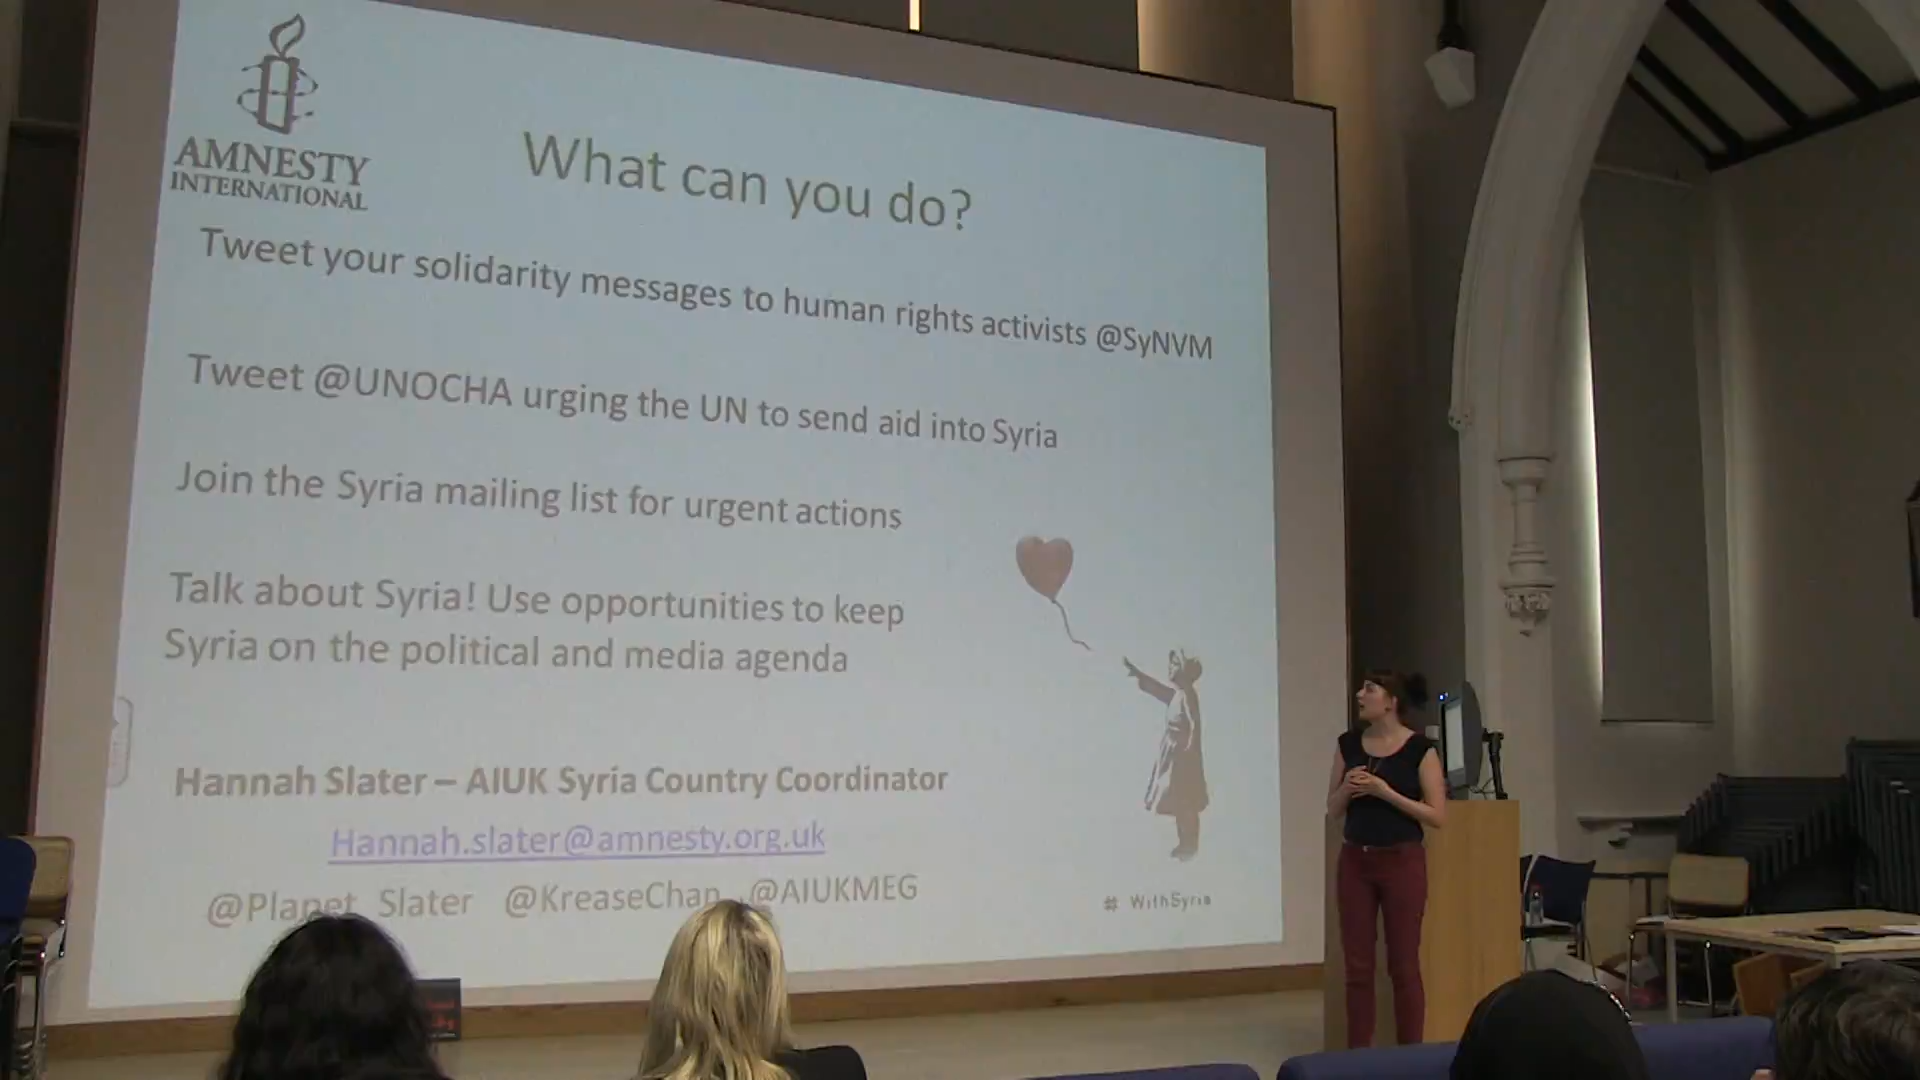 AMNESTY
INTERNATIONAL
What can you do?
Tweet your solidarity messages to human rights activists @SyNVM
Tweet @UNOCHA urging the UN to send aid into Syria
Join the Syria mailing list for urgent actions
Talk about Syria! Use opportunities to keep
Syria on the political and media agenda
Hannah Slater – AIUK Syria Country Coordinator
Hannah.slater@amnesty.org.uk
@Planet_Slater @KreaseChan @AIUKMEG
# WithSyria